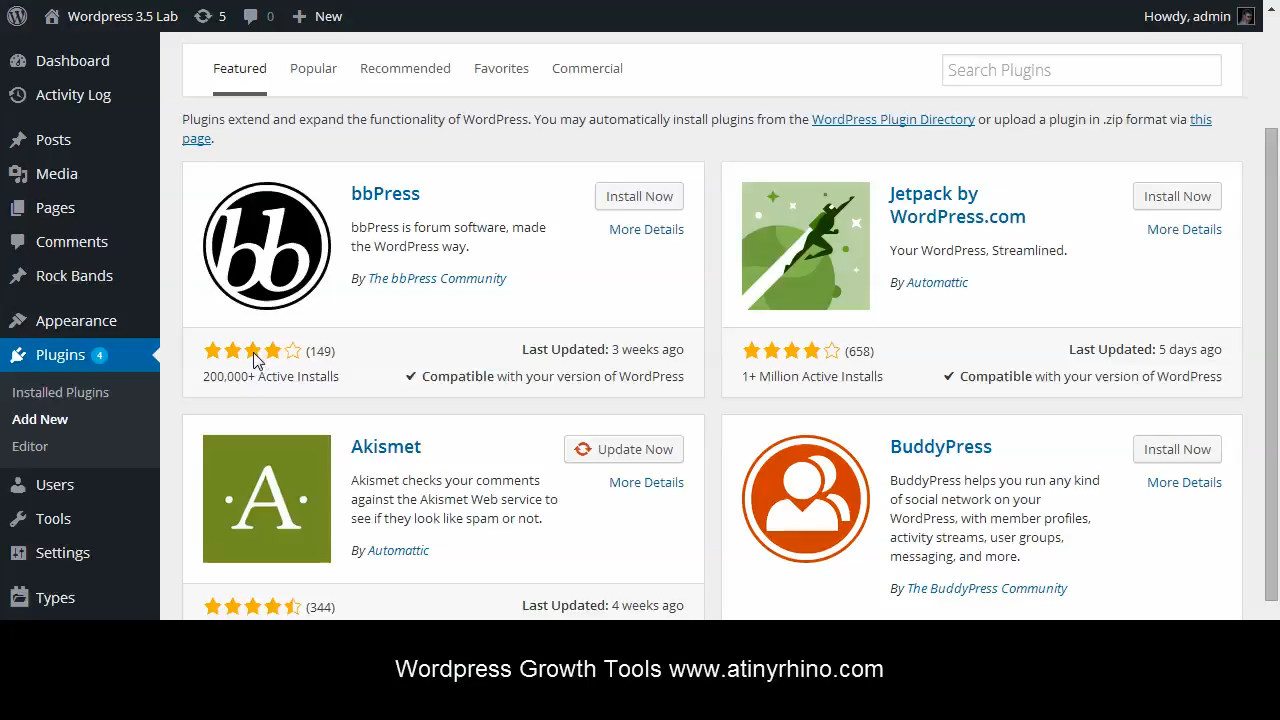 Wordpress 3.5 Lab 5 0 New Howdy, admin
Dashboard
Activity Log
Posts
Media
Pages
Comments
Rock Bands
Appearance
Plugins 4
Installed Plugins
Add New
Editor
Users
Tools
Settings
Types
Featured Popular Recommended Favorites Commercial Search Plugins
Plugins extend and expand the functionality of WordPress. You may automatically install plugins from the WordPress Plugin Directory or upload a plugin in .zip format via this
page.
bb
bbPress
Install Now
More Details
bbPress is forum software, made
the WordPress way.
By The bbPress Community
(149)
Last Updated: 3 weeks ago
200,000+ Active Installs
Compatible with your version of WordPress
Jetpack by
WordPress.com
Install Now
More Details
Your WordPress, Streamlined.
By Automattic
(658)
Last Updated: 5 days ago
1+ Million Active Installs
Compatible with your version of WordPress
·A·
Akismet
Update Now
More Details
Akismet checks your comments
against the Akismet Web service to
see if they look like spam or not.
By Automattic
(344)
Last Updated: 4 weeks ago
BuddyPress
Install Now
More Details
BuddyPress helps you run any kind
of social network on your
WordPress, with member profiles,
activity streams, user groups,
messaging, and more.
By The BuddyPress Community
Wordpress Growth Tools www.atinyrhino.com